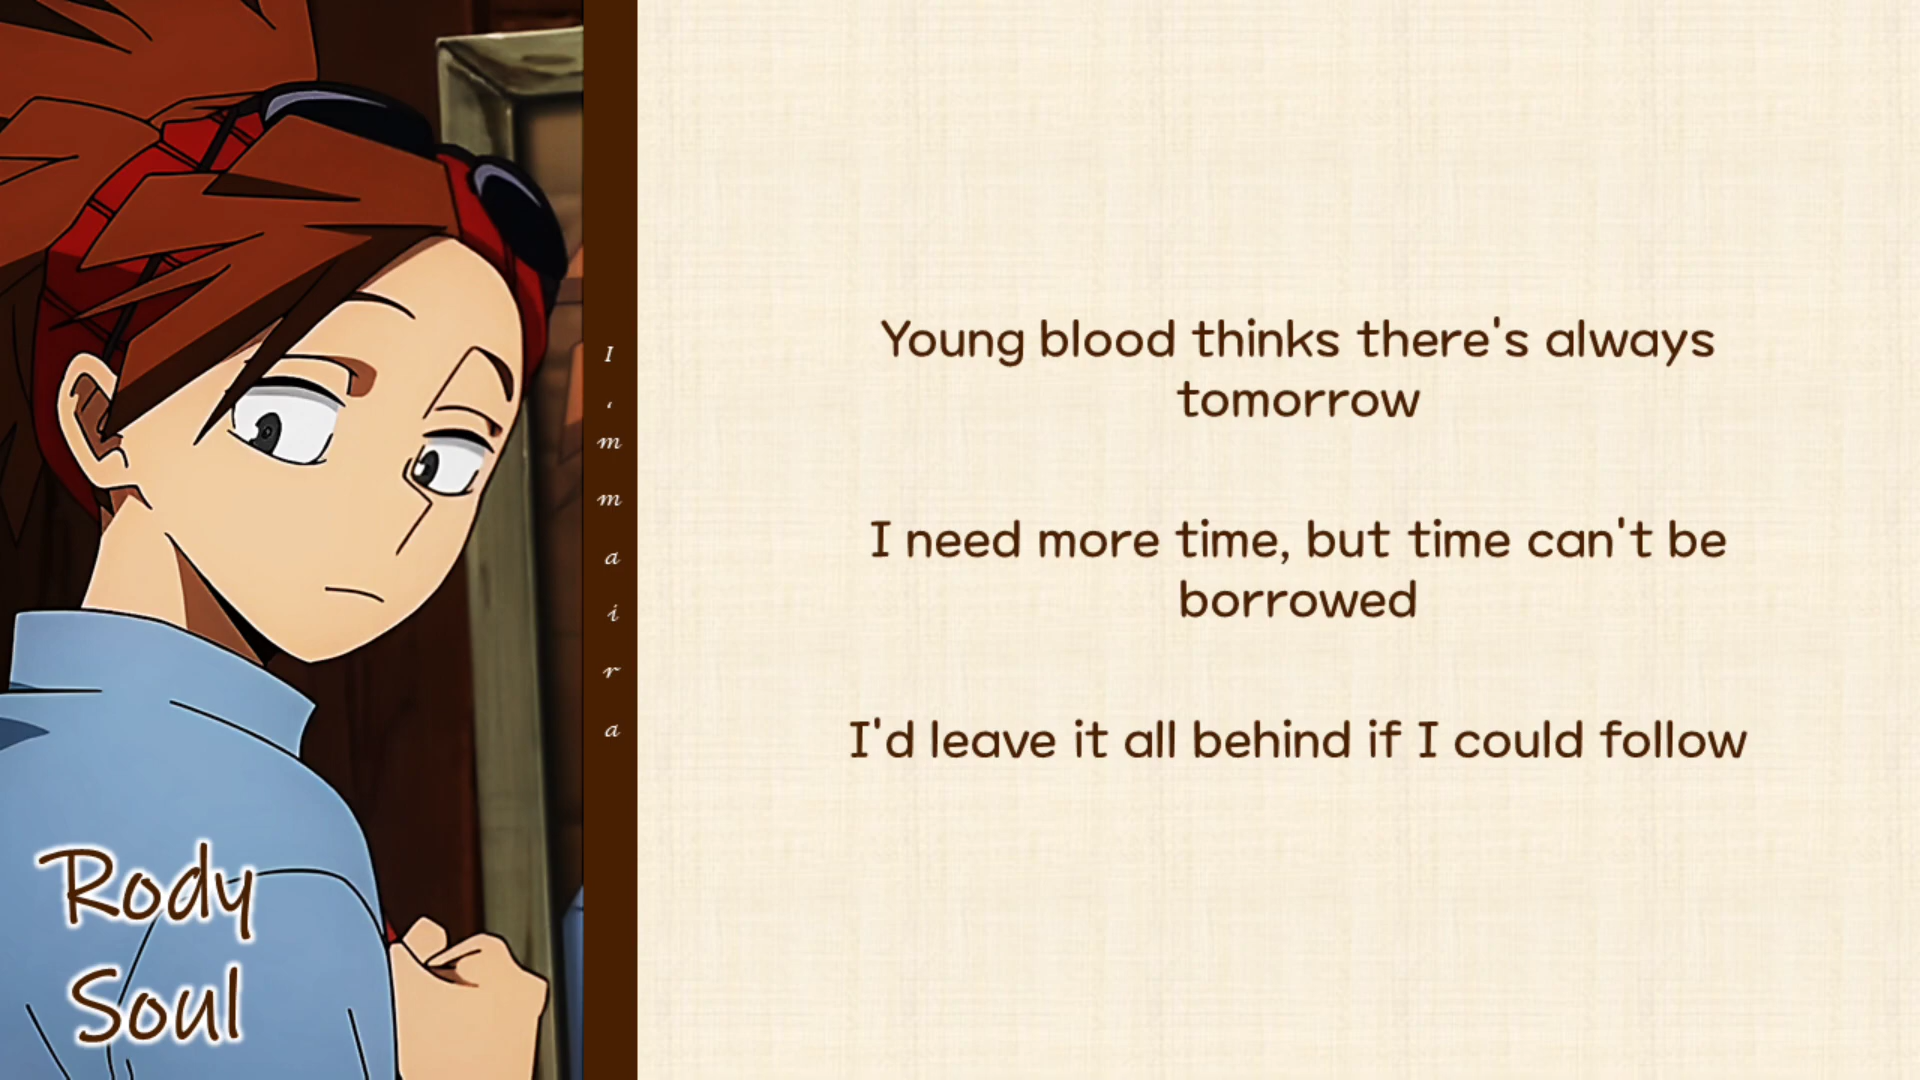 Rody
Soul
I'mmaira
Young blood thinks there's always
tomorrow
I need more time, but time can't be
borrowed
I'd leave it all behind if I could follow